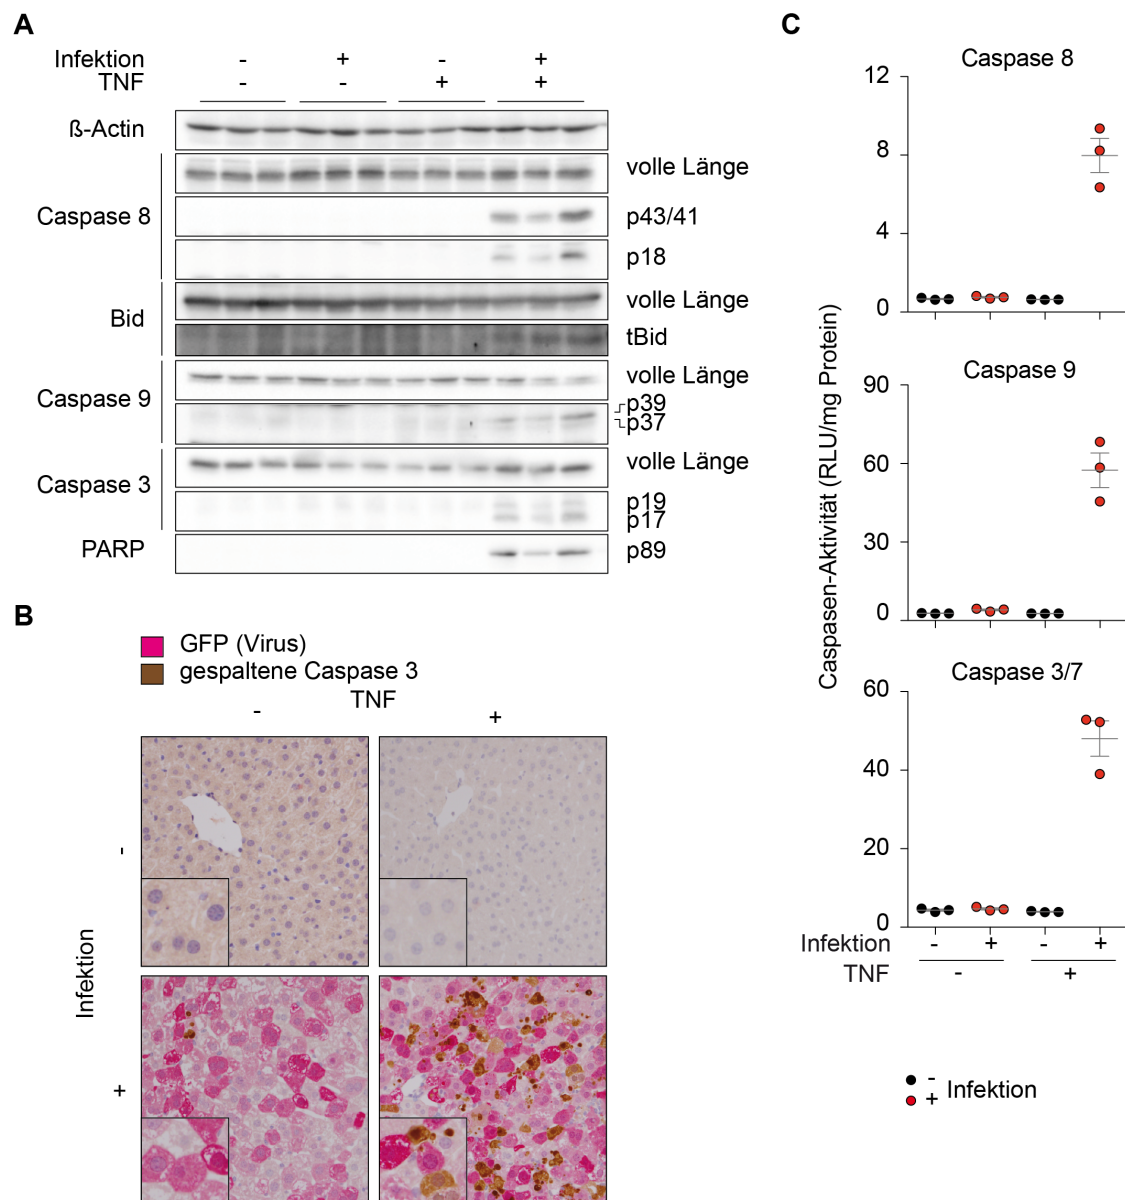 A
Infektion - + - +
TNF - - + +
ß-Actin
Caspase 8
volle Länge
p43/41
p18
Bid
volle Länge
tBid
Caspase 9
volle Länge
p39
p37
Caspase 3
volle Länge
p19
p17
PARP
p89
B
GFP (Virus)
gespaltene Caspase 3
TNF
- +
Infektion
-
+
C
Caspasen-Aktivität (RLU/mg Protein)
Caspase 8
12
8
4
0
Caspase 9
90
60
30
0
Caspase 3/7
60
40
20
0
Infektion - + - +
TNF - +
-
+ Infektion